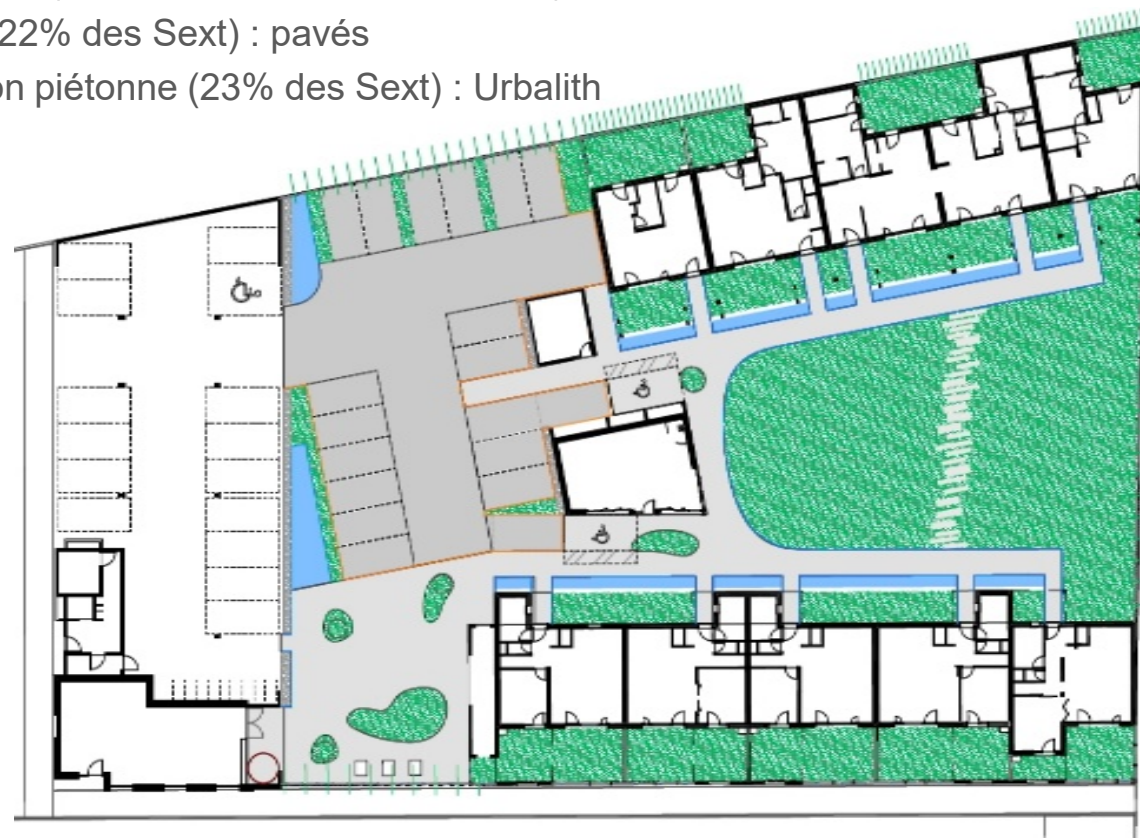 22% des Sext) : pavés
on piétonne (23% des Sext) : Urbalith